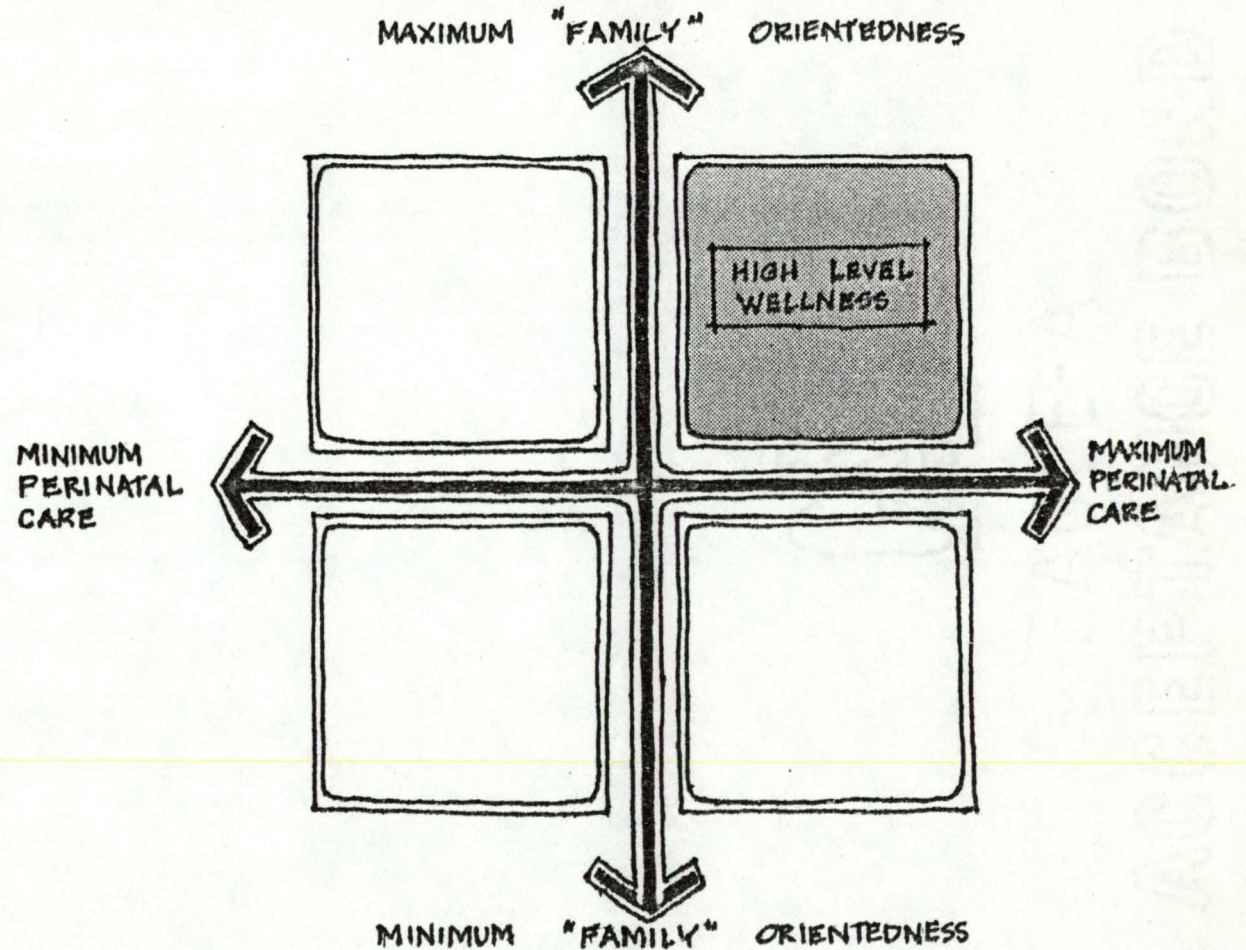 MAXIMUM "FAMILY" ORIENTEDNESS
HIGH LEVEL
WELLNESS
MINIMUM
PERINATAL
CARE
MAXIMUM
PERINATAL
CARE
MINIMUM "FAMILY" ORIENTEDNESS